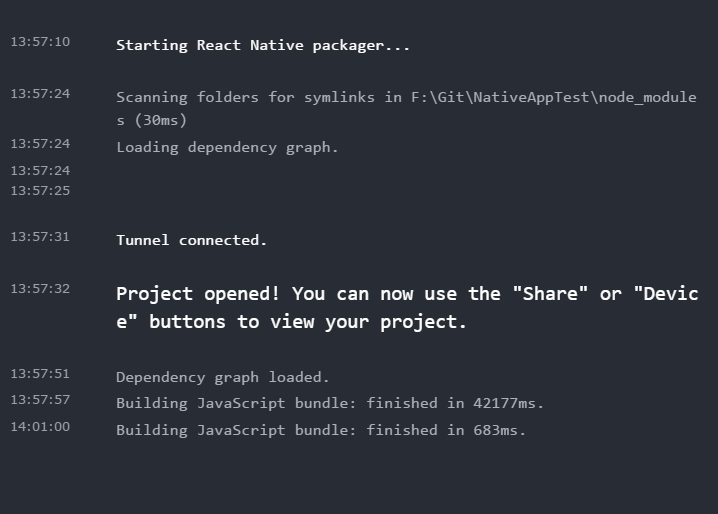 13:57:10 Starting React Native packager...
13:57:24 Scanning folders for symlinks in F:\Git\NativeAppTest\node_module
s (30ms)
13:57:24 Loading dependency graph.
13:57:24
13:57:25
13:57:31 Tunnel connected.
13:57:32 Project opened! You can now use the "Share" or "Devic
e" buttons to view your project.
13:57:51 Dependency graph loaded.
13:57:57 Building JavaScript bundle: finished in 42177ms.
14:01:00 Building JavaScript bundle: finished in 683ms.